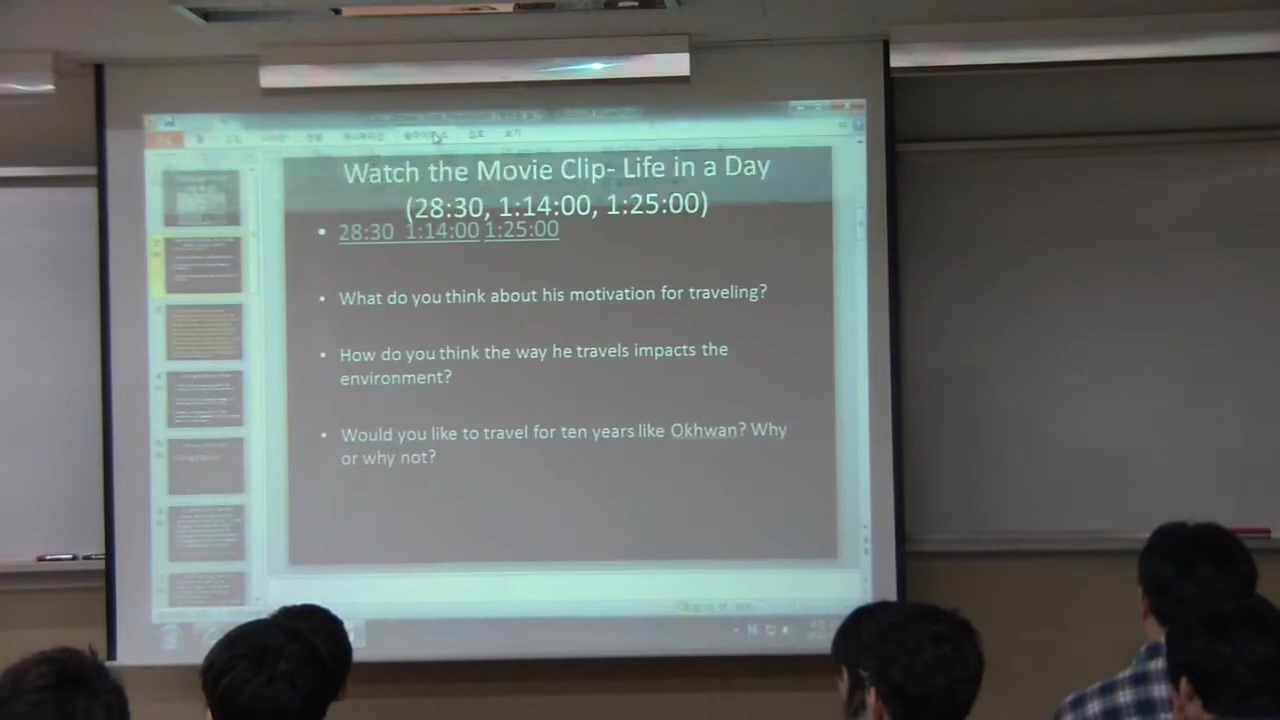 Watch the Movie Clip- Life in a Day
(28:30, 1:14:00, 1:25:00)
• 28:30 1:14:00 1:25:00
• What do you think about his motivation for traveling?
• How do you think the way he travels impacts the
environment?
• Would you like to travel for ten years like Okhwan? Why
or why not?